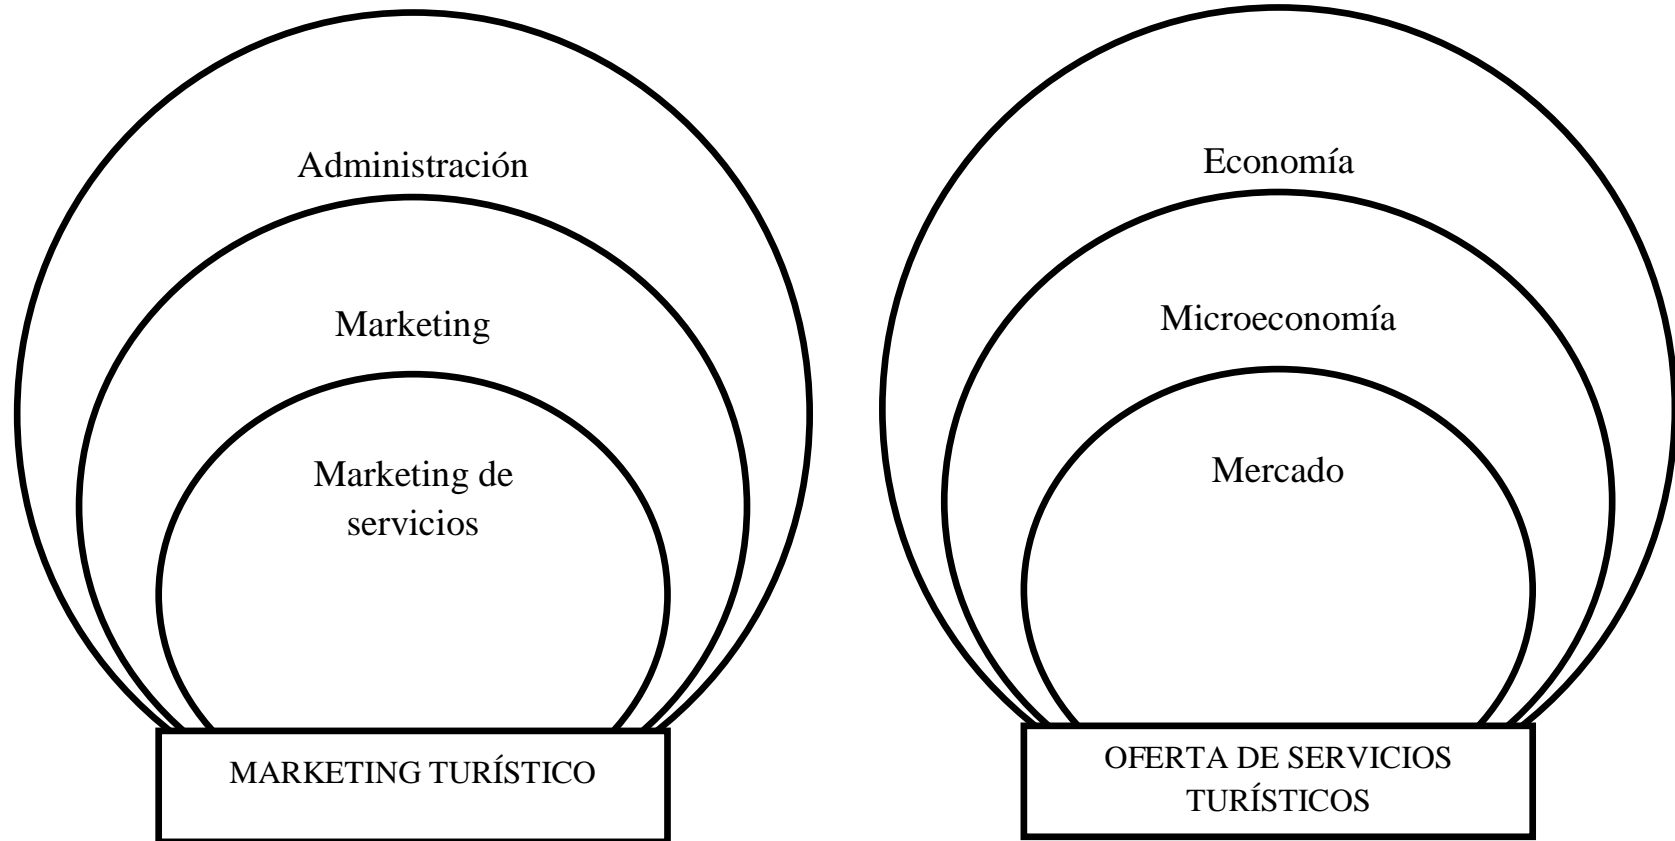 Administración
Marketing
Marketing de
servicios
MARKETING TURÍSTICO
Economía
Microeconomía
Mercado
OFERTA DE SERVICIOS
TURÍSTICOS